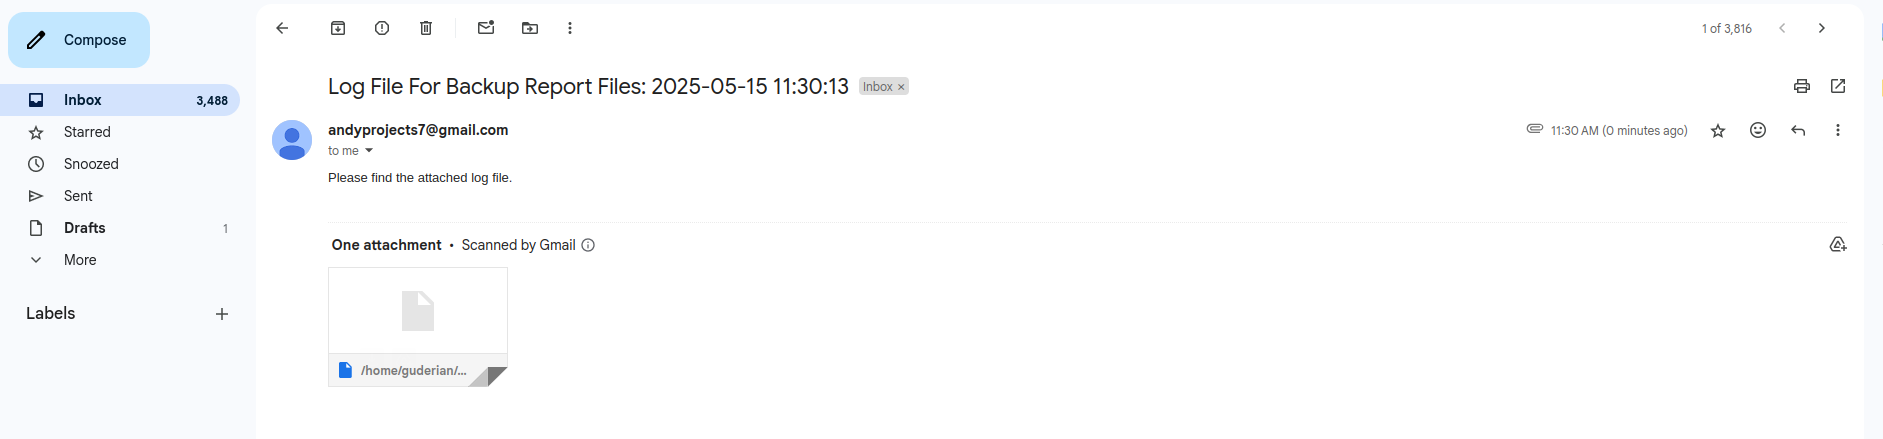 Compose
Inbox 3,488
Starred
Snoozed
Sent
Drafts 1
More
Labels
1 of 3,816
Log File For Backup Report Files: 2025-05-15 11:30:13 Inbox ×
andyprojects7@gmail.com 11:30 AM (0 minutes ago)
to me
Please find the attached log file.
One attachment • Scanned by Gmail
/home/guderian/...